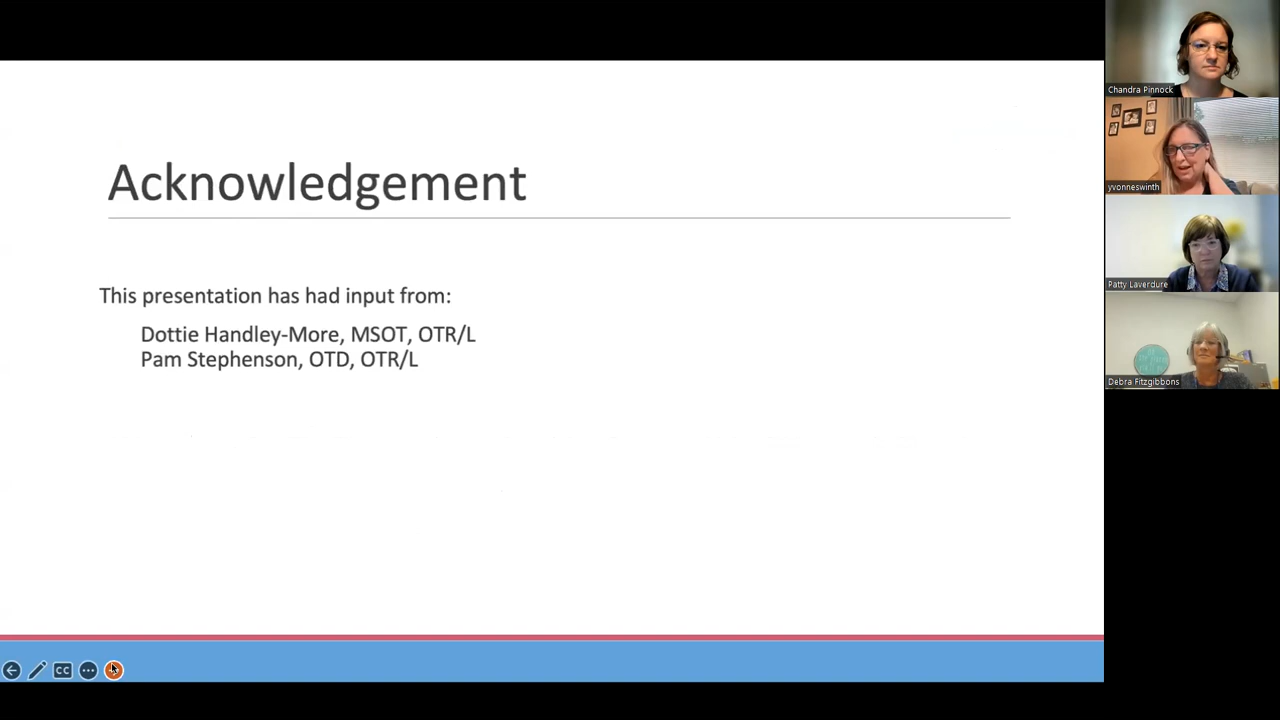 Acknowledgement
This presentation has had input from:
Dottie Handley-More, MSOT, OTR/L
Pam Stephenson, OTD, OTR/L
CC
Chandra Pinnock
yvonneswinth
Patty Laverdure
Debra Fitzgibbons